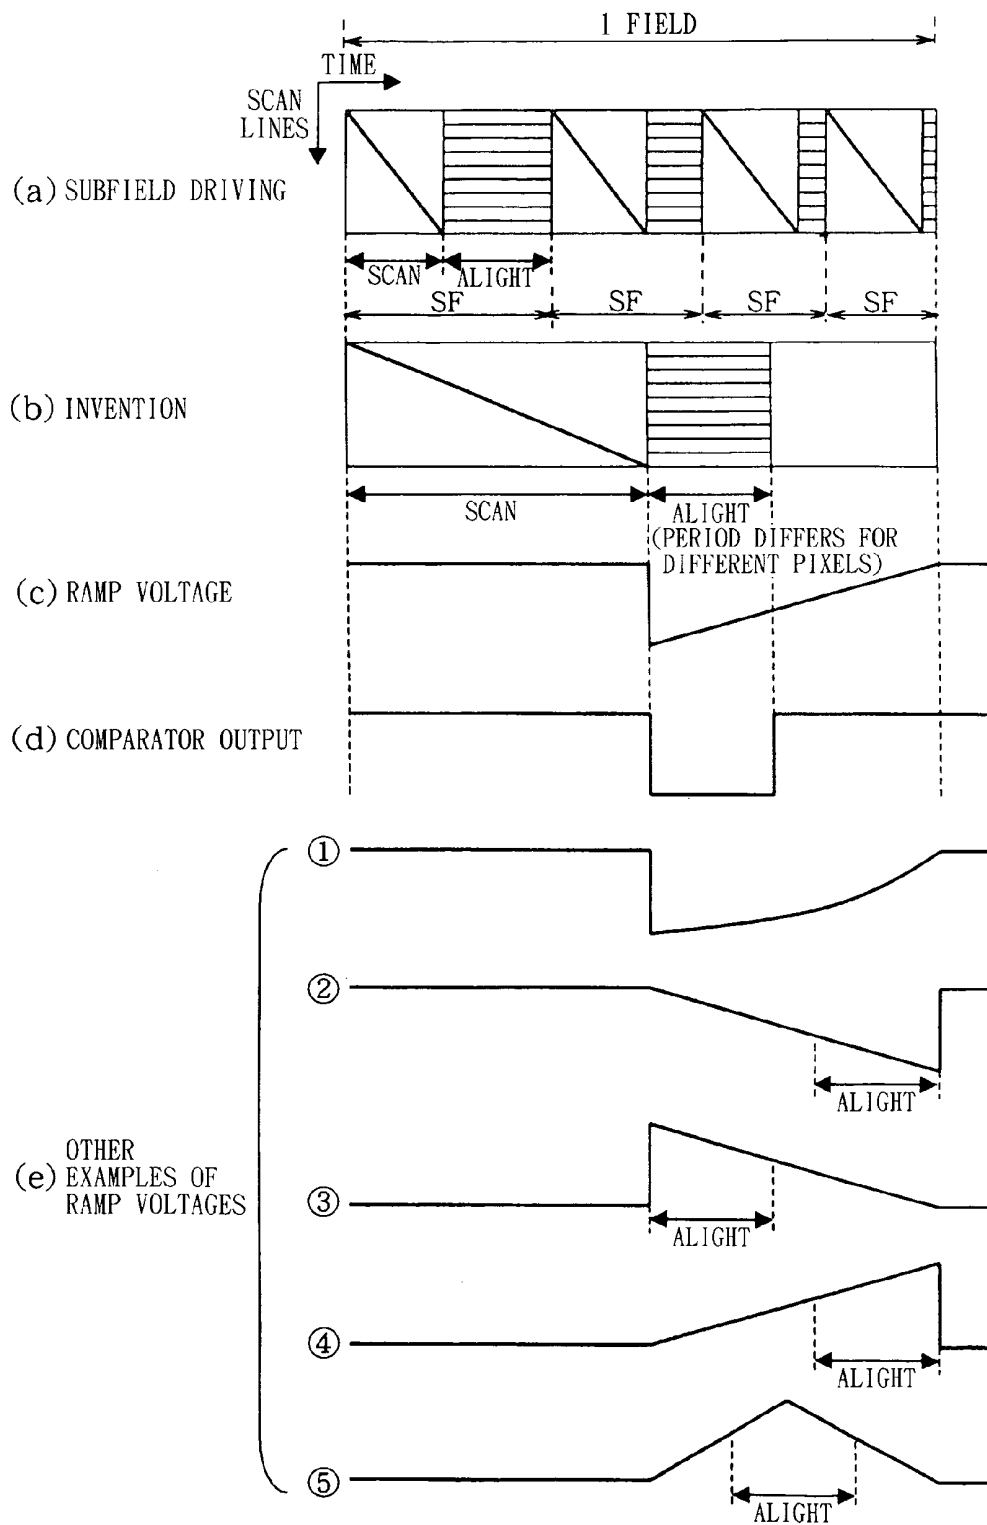 1 FIELD
TIME
SCAN
LINES
(a) SUBFIELD DRIVING
SCAN
ALIGHT
SF
SF
SF
SF
(b) INVENTION
SCAN
ALIGHT
(PERIOD DIFFERS FOR
DIFFERENT PIXELS)
(c) RAMP VOLTAGE
(d) COMPARATOR OUTPUT
①
②
ALIGHT
(e) OTHER
EXAMPLES OF
RAMP VOLTAGES
③
ALIGHT
④
ALIGHT
⑤
ALIGHT